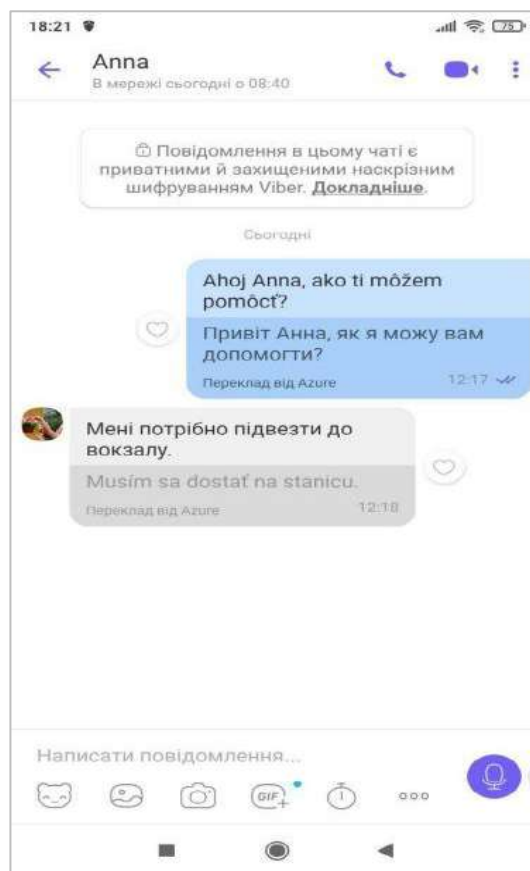 18:21 75
Anna
В мережі сьогодні о 08:40
Повідомлення в цьому чаті є
приватними й захищеними наскрізним
шифруванням Viber. Докладніше.
Сьогодні
Ahoj Anna, ako ti môžem
pomôcť?
Привіт Анна, як я можу вам
допомогти?
Переклад від Azure 12:17
Мені потрібно підвезти до
вокзалу.
Musím sa dostať na stanicu.
Переклад від Azure 12:18
Написати повідомлення...
GIF